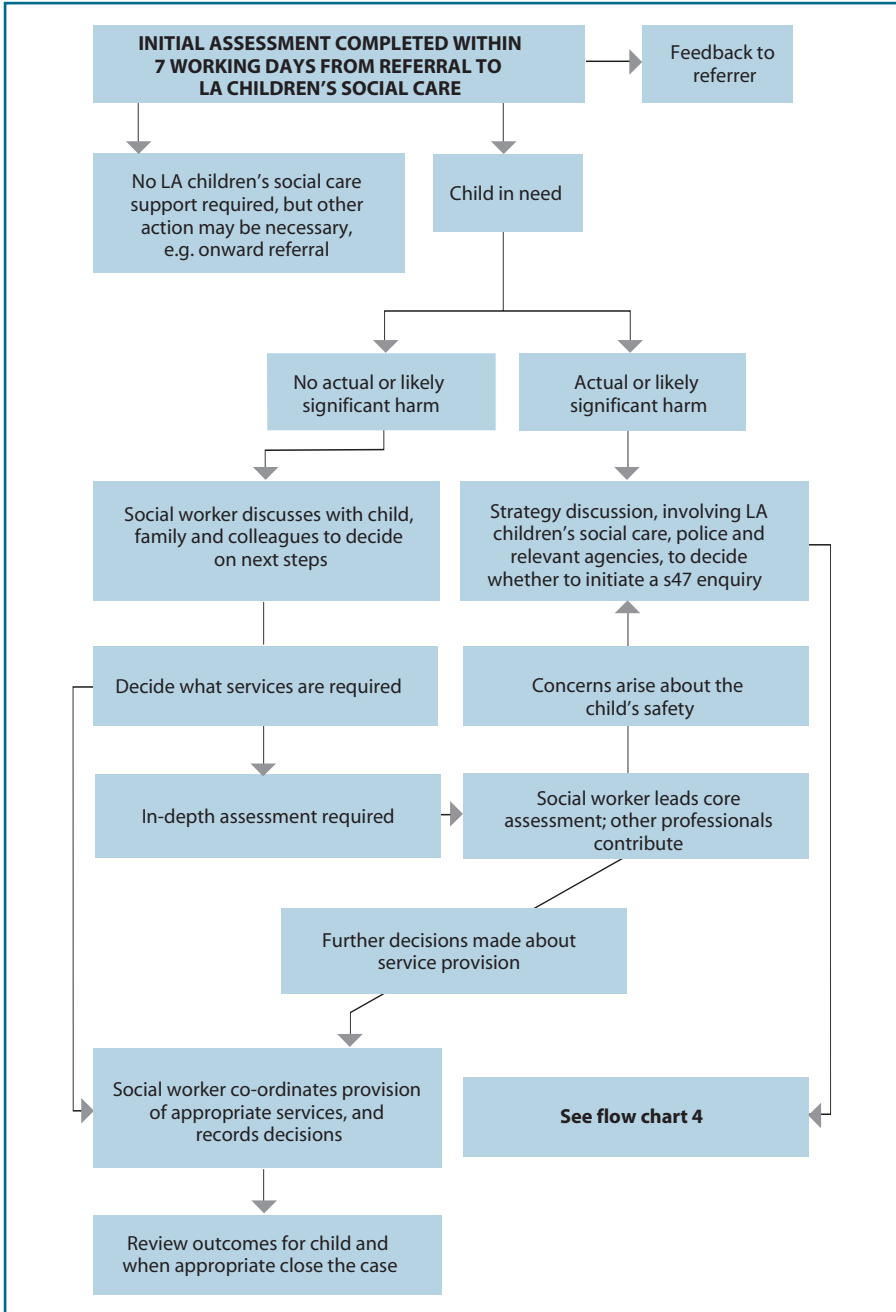 INITIAL ASSESSMENT COMPLETED WITHIN
7 WORKING DAYS FROM REFERRAL TO
LA CHILDREN’S SOCIAL CARE
Feedback to
referrer
No LA children’s social care
support required, but other
action may be necessary,
e.g. onward referral
Child in need
No actual or likely
significant harm
Actual or likely
significant harm
Social worker discusses with child,
family and colleagues to decide
on next steps
Strategy discussion, involving LA
children’s social care, police and
relevant agencies, to decide
whether to initiate a s47 enquiry
Decide what services are required
Concerns arise about the
child’s safety
In-depth assessment required
Social worker leads core
assessment; other professionals
contribute
Further decisions made about
service provision
Social worker co-ordinates provision
of appropriate services, and
records decisions
See flow chart 4
Review outcomes for child and
when appropriate close the case